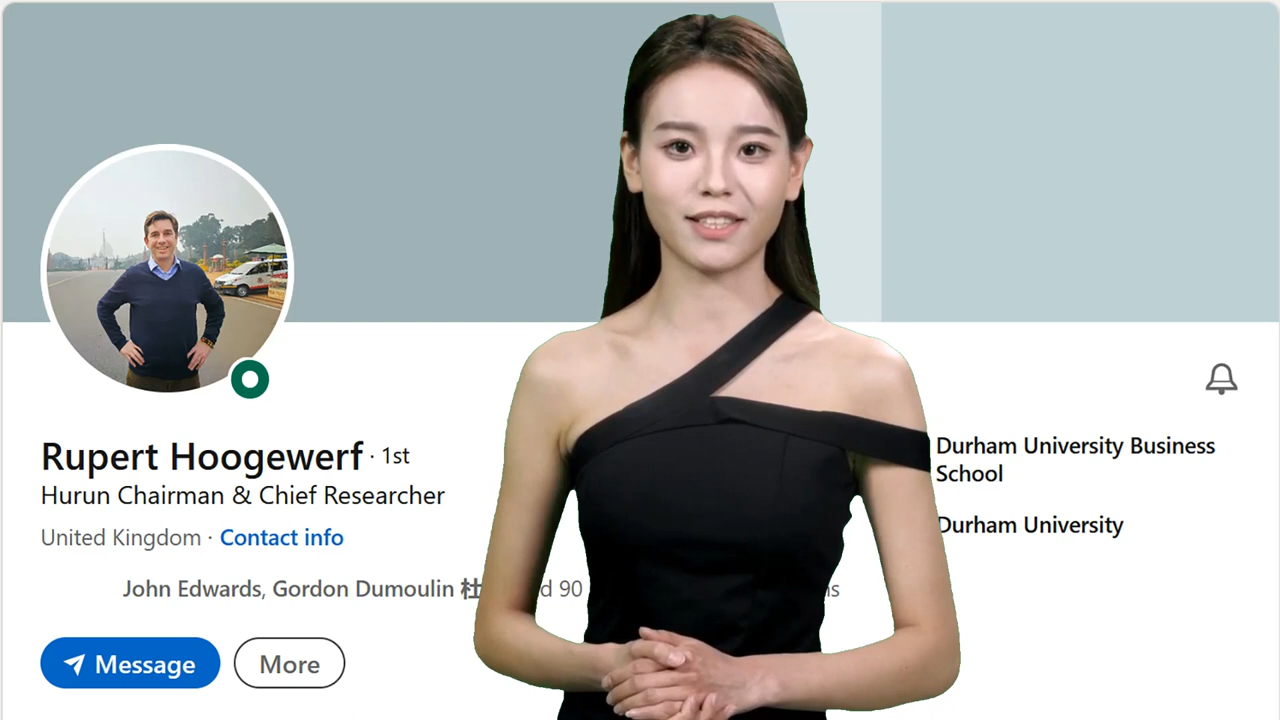 Rupert Hoogewerf · 1st
Hurun Chairman & Chief Researcher
United Kingdom · Contact info
John Edwards, Gordon Dumoulin 杜 90
Message
More
Durham University Business
School
Durham University